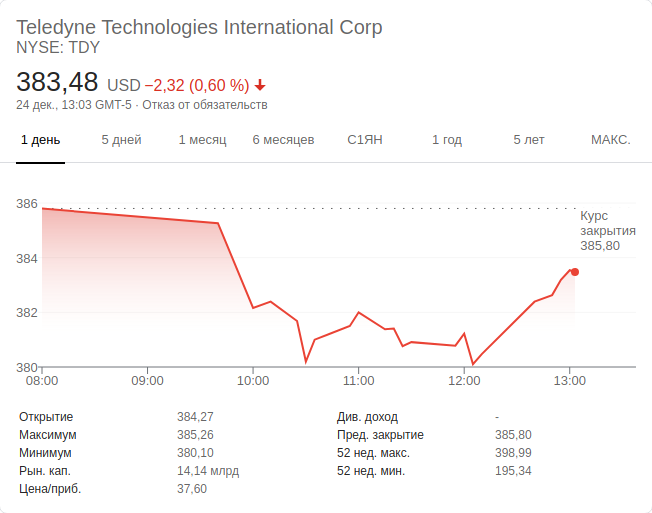 Teledyne Technologies International Corp
NYSE: TDY
383,48 USD −2,32 (0,60 %)
24 дек., 13:03 GMT-5 · Отказ от обязательств
1 день 5 дней 1 месяц 6 месяцев С1ЯН 1 год 5 лет МАКС.
386
384
382
380
Курс
закрытия
385,80
08:00 09:00 10:00 11:00 12:00 13:00
Открытие 384,27 Див. доход -
Максимум 385,26 Пред. закрытие 385,80
Минимум 380,10 52 нед. макс. 398,99
Рын. кап. 14,14 млрд 52 нед. мин. 195,34
Цена/приб. 37,60